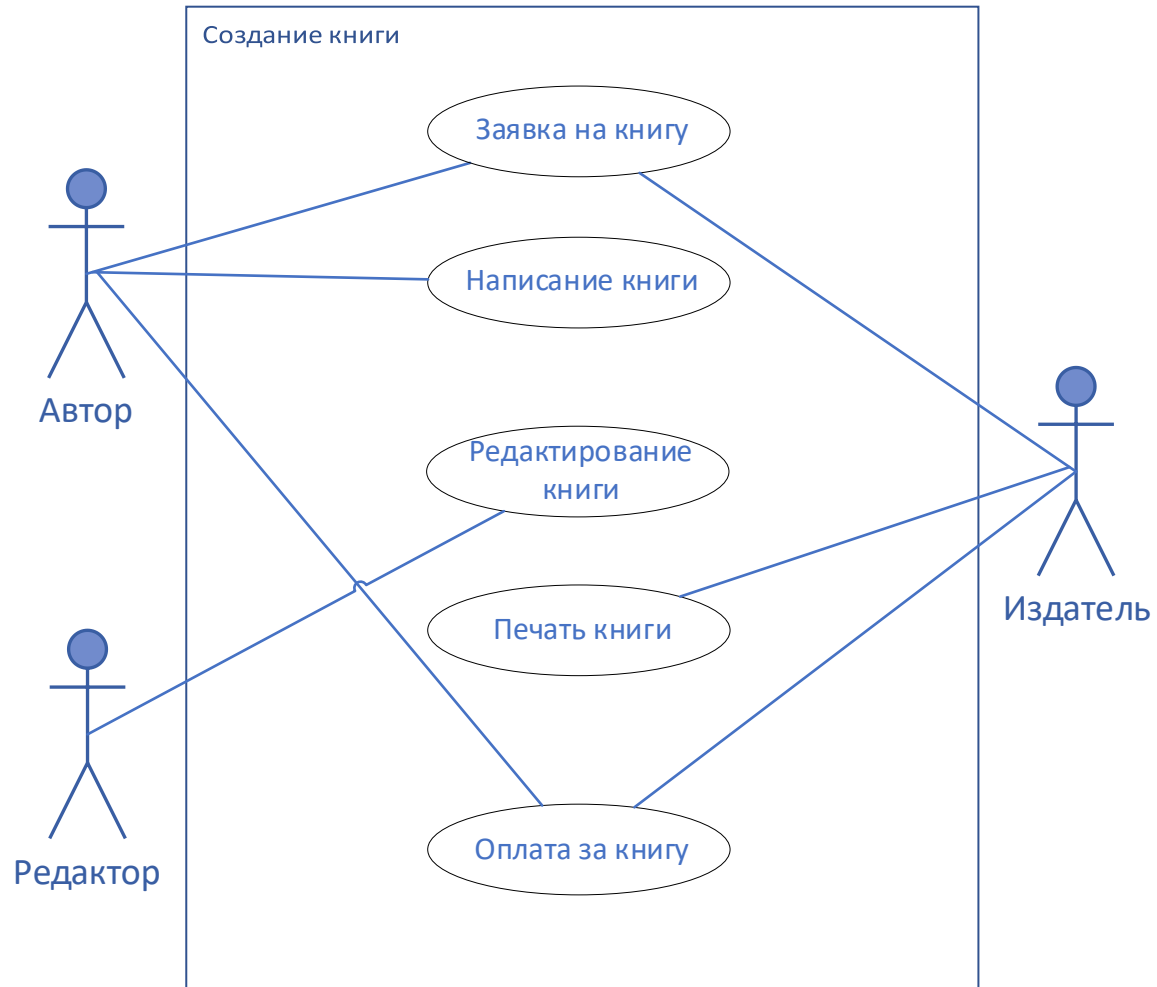 Создание книги
Заявка на книгу
Написание книги
Автор
Редактирование
книги
Печать книги
Издатель
Оплата за книгу
Редактор